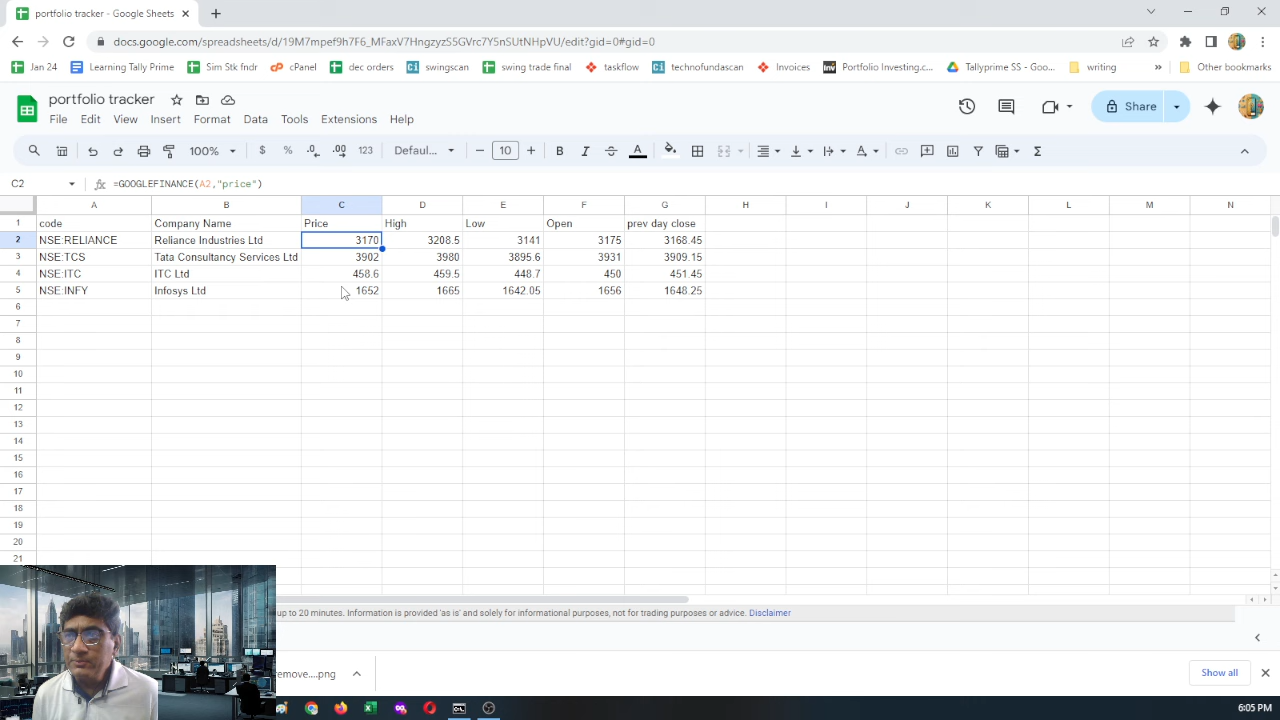 portfolio tracker - Google Sheets
docs.google.com/spreadsheets/d/19M7mpef9h7F6_MFaxV7HngzyzSSGVrc7Y5nSUtNHpVU/edit?gid=0#gid=0
Jan 24 Learning Tally Prime Sim Stk fndr cPanel dec orders swingscan swing trade final taskflow technofundascan Invoices Portfolio Investing.c... Tallyprime SS - Goo... writing » Other bookmarks
portfolio tracker
File Edit View Insert Format Data Tools Extensions Help
Share
100% $ % .0 .00 123 Defaul... 10 B I A Σ
C2 fx =GOOGLEFINANCE(A2,"price")
A B C D E F G H I J K L M N
1 code Company Name Price High Low Open prev day close
2 NSE:RELIANCE Reliance Industries Ltd 3170 3208.5 3141 3175 3168.45
3 NSE:TCS Tata Consultancy Services Ltd 3902 3980 3895.6 3931 3909.15
4 NSE:ITC ITC Ltd 458.6 459.5 448.7 450 451.45
5 NSE:INFY Infosys Ltd 1652 1665 1642.05 1656 1648.25
6
7
8
9
10
11
12
13
14
15
16
17
18
19
20
21
up to 20 minutes. Information is provided 'as is' and solely for informational purposes, not for trading purposes or advice. Disclaimer
remove....png Show all
6:05 PM